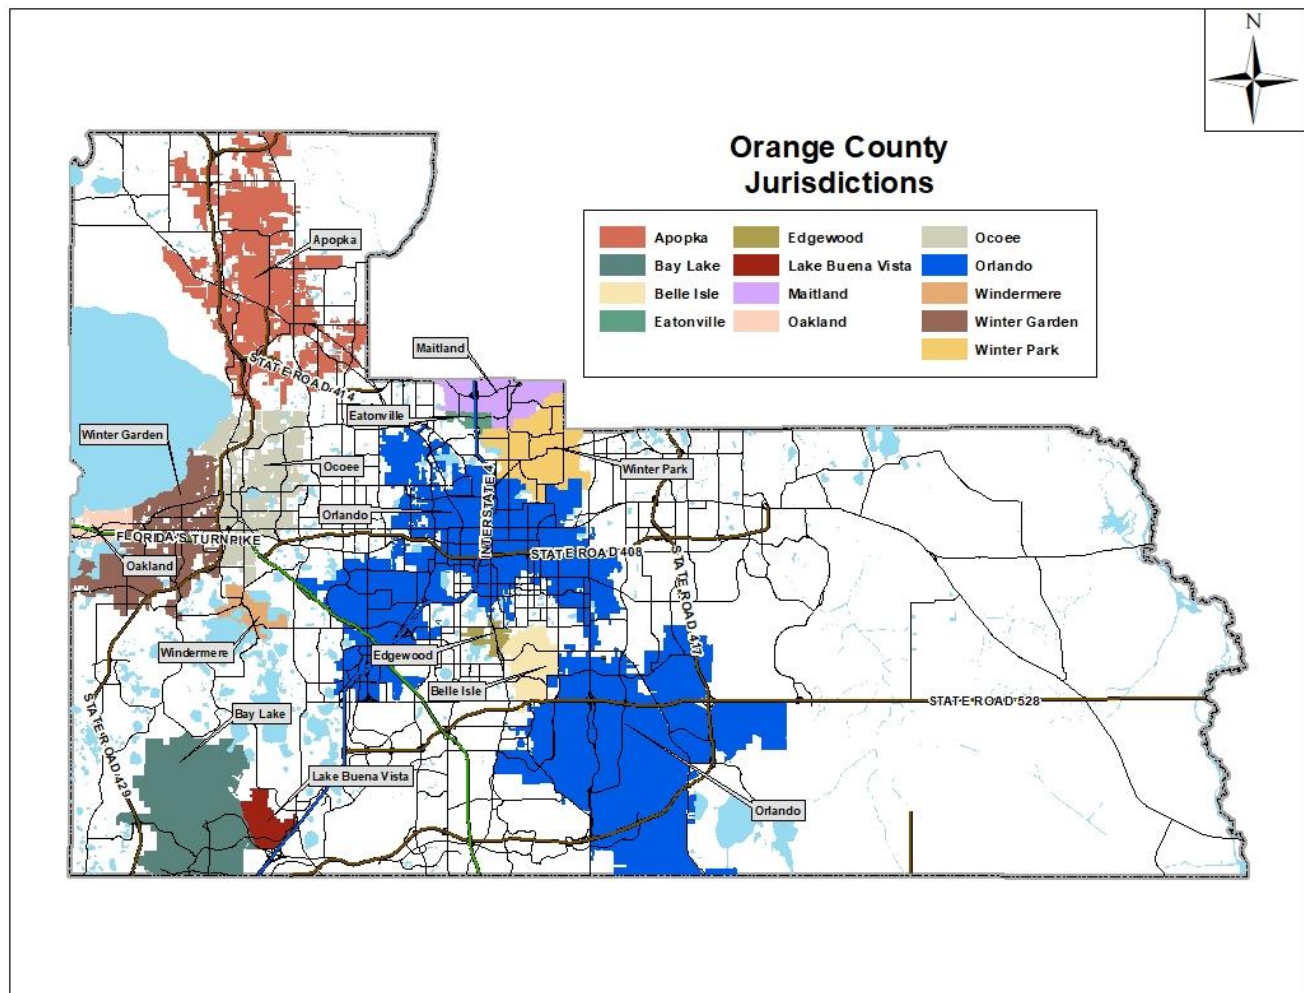 N
Orange County
Jurisdictions
Apopka
Edgewood
Ocoee
Bay Lake
Lake Buena Vista
Orlando
Belle Isle
Maitland
Windermere
Eatonville
Oakland
Winter Garden
Winter Park
Apopka
Maitland
STATE ROAD 414
Eatonville
Winter Garden
Ocoee
Winter Park
Orlando
INTERSTATE 4
FLORIDA'S TURNPIKE
STATE ROAD 408
Oakland
STATE ROAD 417
Windermere
Edgewood
Belle Isle
STATE ROAD 528
STATE ROAD 429
Bay Lake
Lake Buena Vista
Orlando